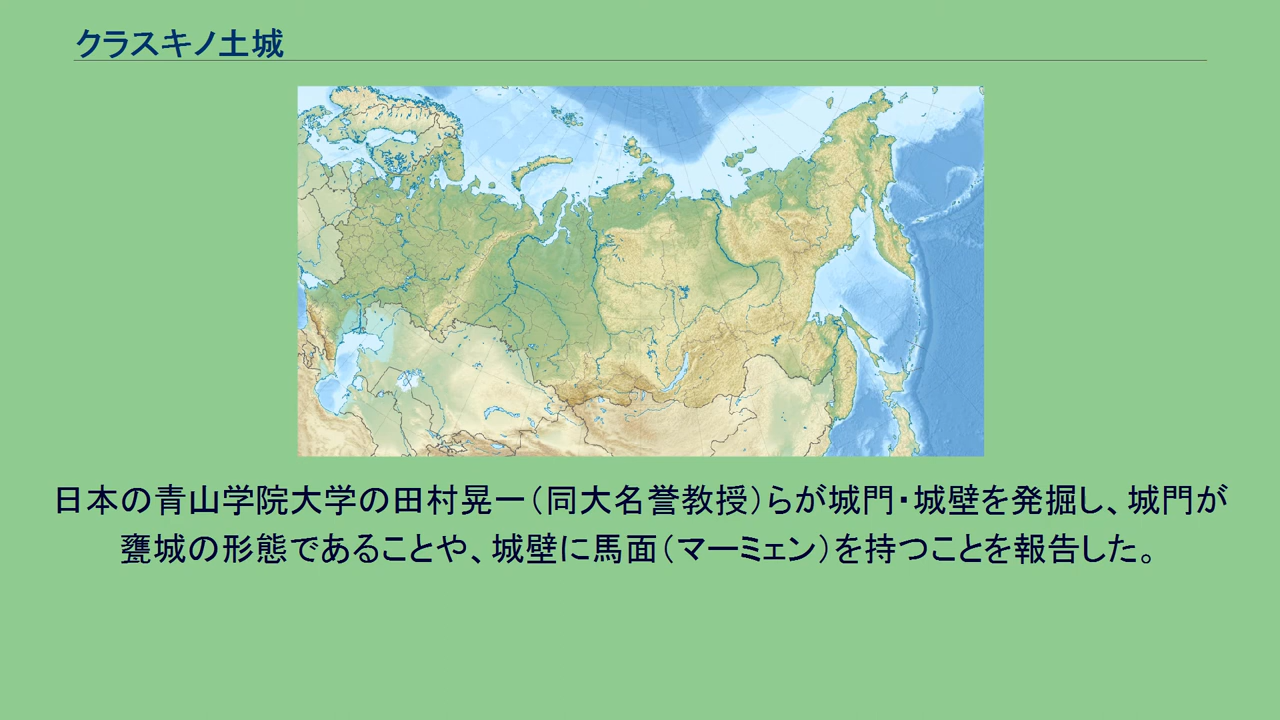 クラスキノ土城
日本の青山学院大学の田村晃一(同大名誉教授)らが城門・城壁を発掘し、城門が
甕城の形態であることや、城壁に馬面(マーミェン)を持つことを報告した。